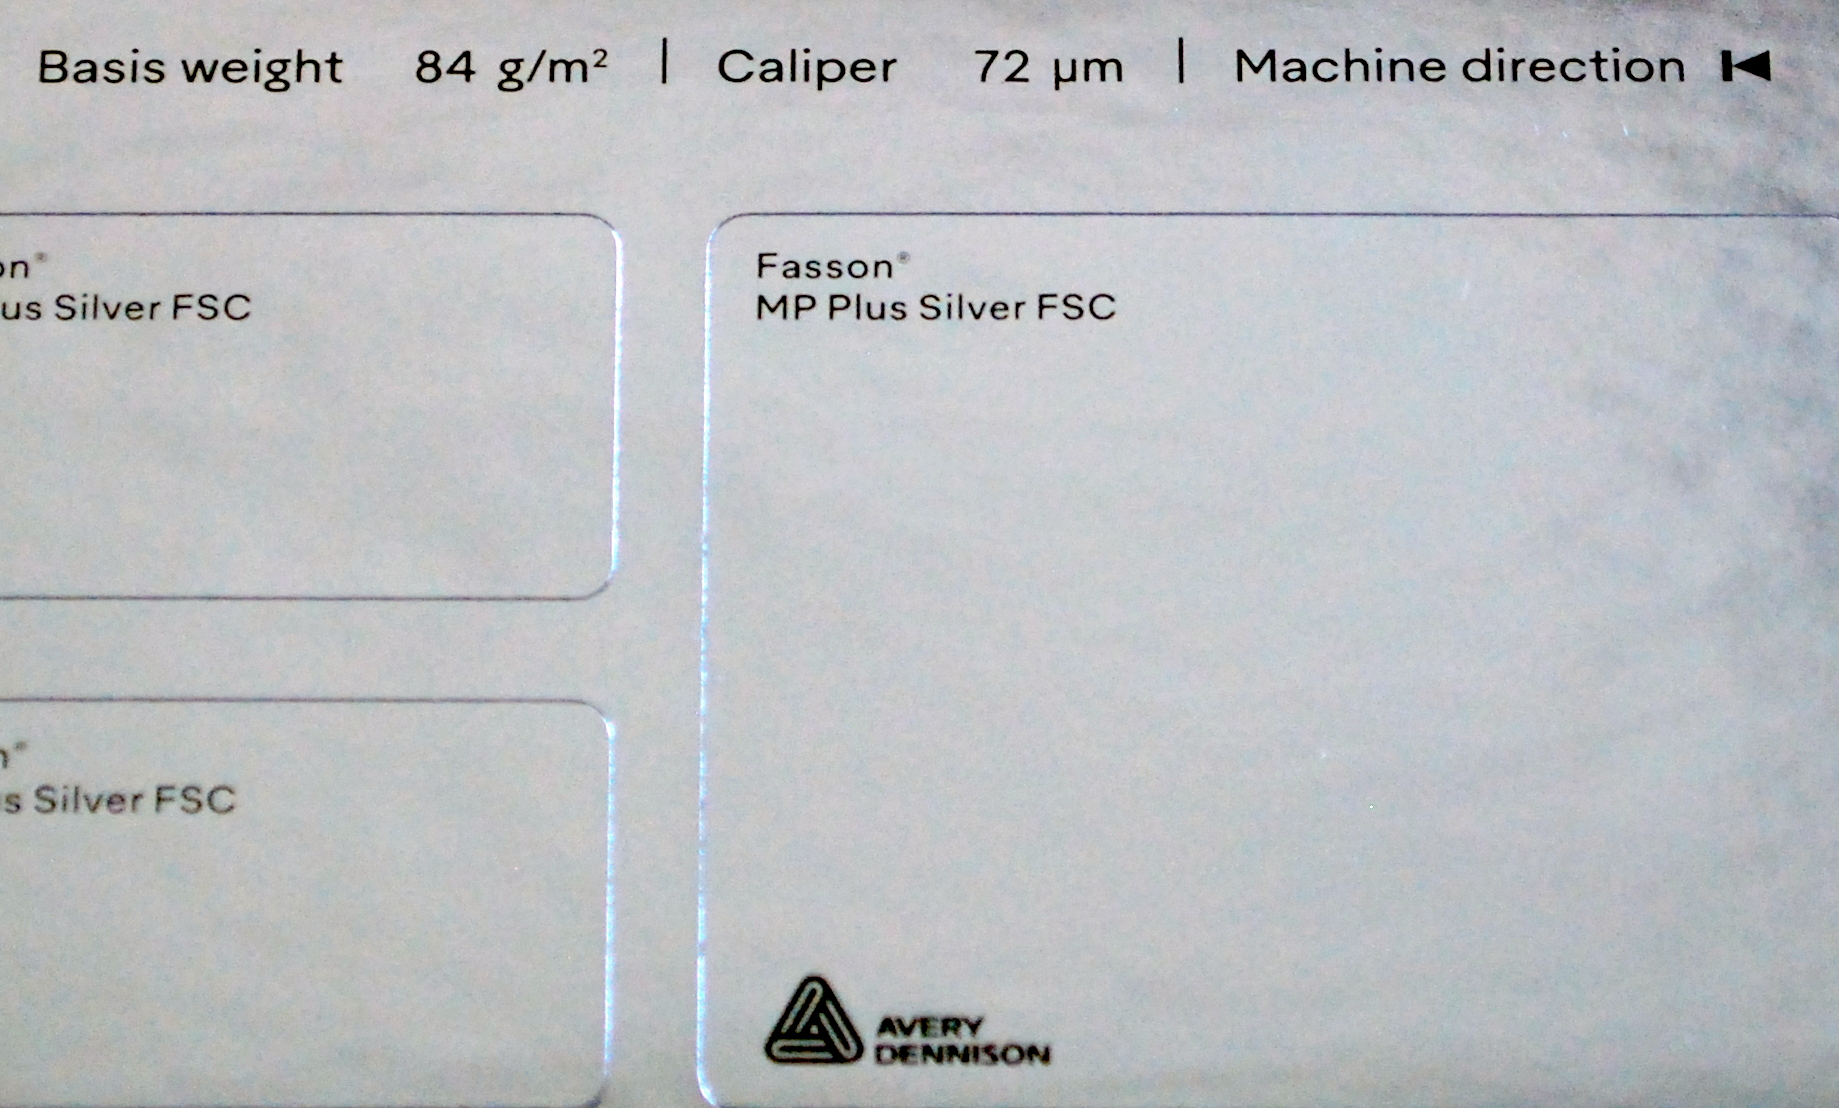 Basis weight 84 g/m² | Caliper 72 µm | Machine direction
on®
us Silver FSC
Fasson®
MP Plus Silver FSC
n®
s Silver FSC
AVERY
DENNISON